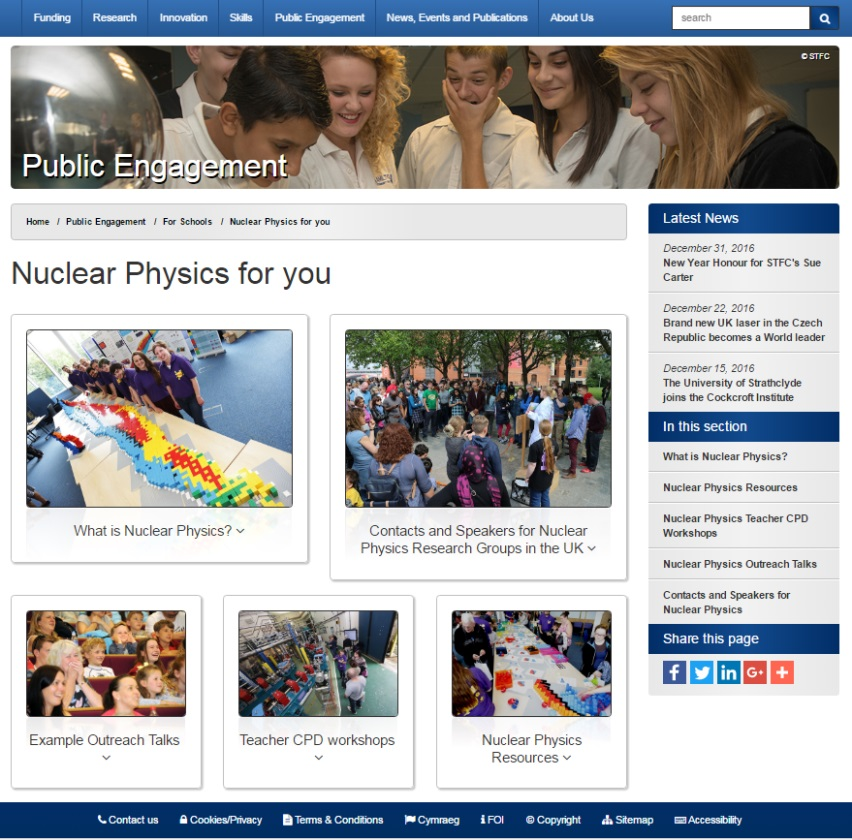 Funding
Research
Innovation
Skills
Public Engagement
News, Events and Publications
About Us
search
© STFC
Public Engagement
Home / Public Engagement / For Schools / Nuclear Physics for you
Nuclear Physics for you
What is Nuclear Physics?
Contacts and Speakers for Nuclear
Physics Research Groups in the UK
Example Outreach Talks
Teacher CPD workshops
Nuclear Physics
Resources
Latest News
December 31, 2016
New Year Honour for STFC's Sue
Carter
December 22, 2016
Brand new UK laser in the Czech
Republic becomes a World leader
December 15, 2016
The University of Strathclyde
joins the Cockcroft Institute
In this section
What is Nuclear Physics?
Nuclear Physics Resources
Nuclear Physics Teacher CPD
Workshops
Nuclear Physics Outreach Talks
Contacts and Speakers for
Nuclear Physics
Share this page
f
in
G+
Contact us
Cookies/Privacy
Terms & Conditions
Cymraeg
FOI
© Copyright
Sitemap
Accessibility